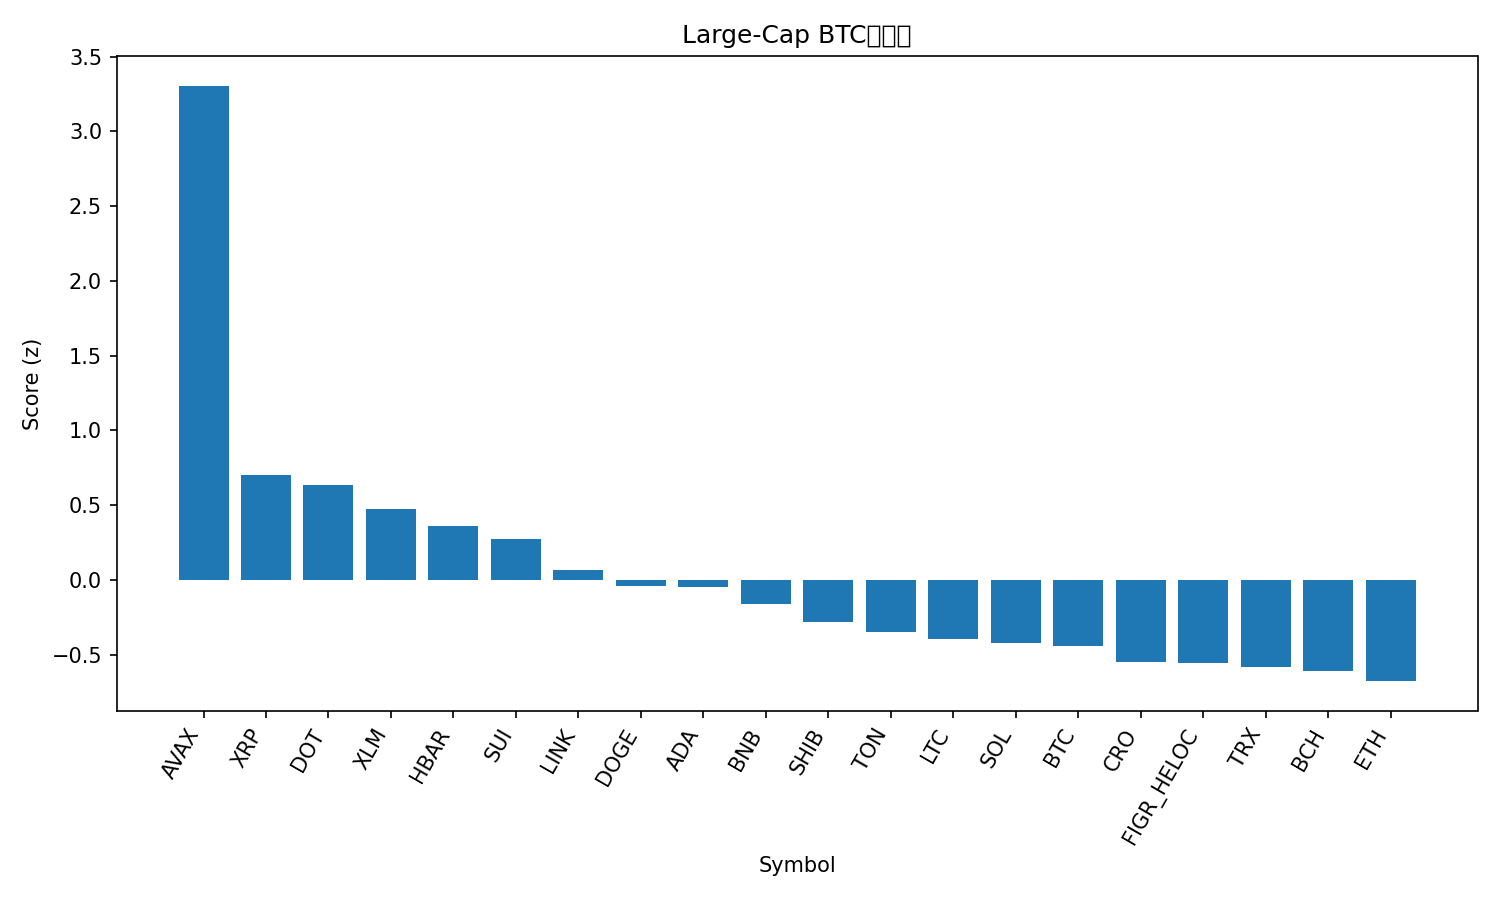 Large-Cap BTC
3.5
3.0
2.5
2.0
1.5
1.0
0.5
0.0
−0.5
Score (z)
AVAX
XRP
DOT
XLM
HBAR
SUI
LINK
DOGE
ADA
BNB
SHIB
TON
LTC
SOL
BTC
CRO
FIGR_HELOC
TRX
BCH
ETH
Symbol